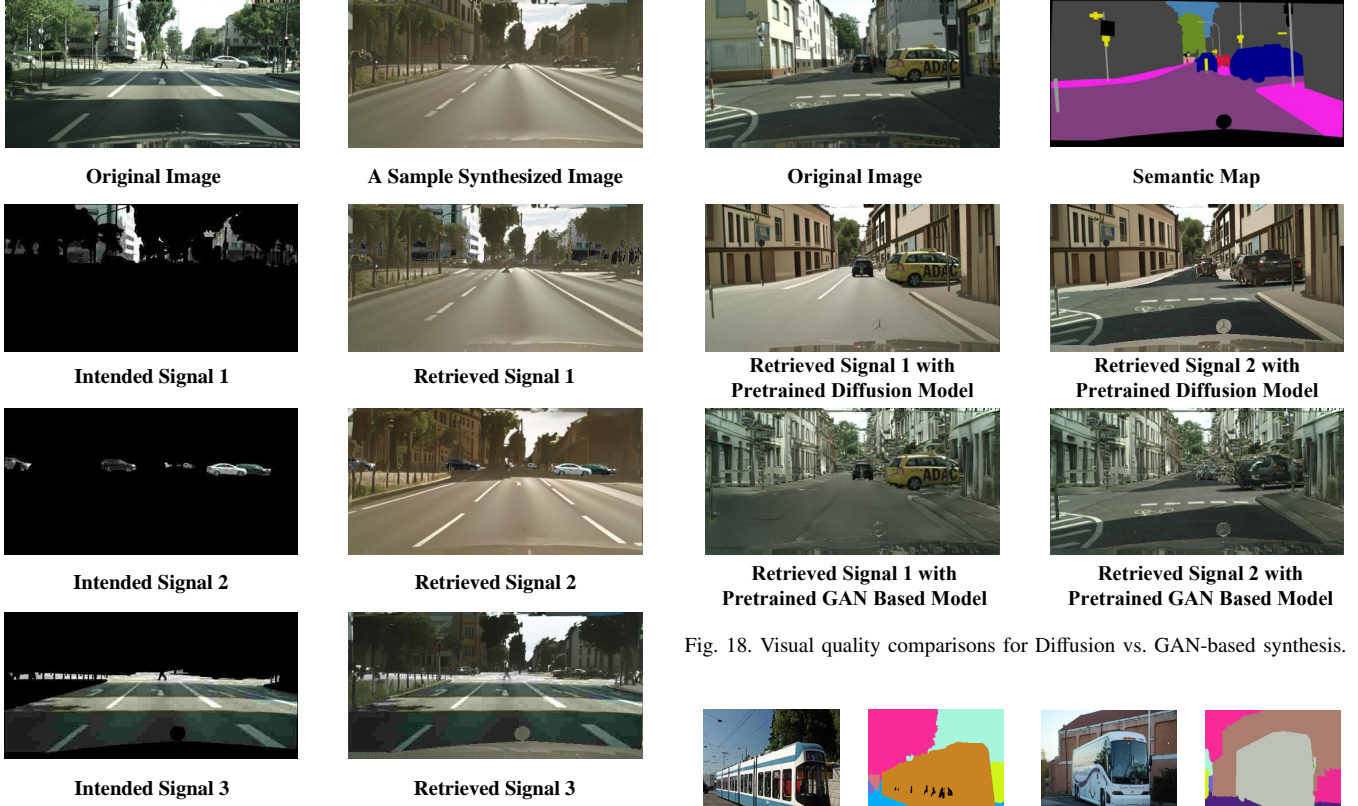 Original Image
A Sample Synthesized Image
Intended Signal 1
Retrieved Signal 1
Intended Signal 2
Retrieved Signal 2
Intended Signal 3
Retrieved Signal 3
ADAC
Original Image
Semantic Map
ADAC
Retrieved Signal 1 with
Pretrained Diffusion Model
Retrieved Signal 2 with
Pretrained Diffusion Model
ADAC
Retrieved Signal 1 with
Pretrained GAN Based Model
Retrieved Signal 2 with
Pretrained GAN Based Model
Fig. 18. Visual quality comparisons for Diffusion vs. GAN-based synthesis.